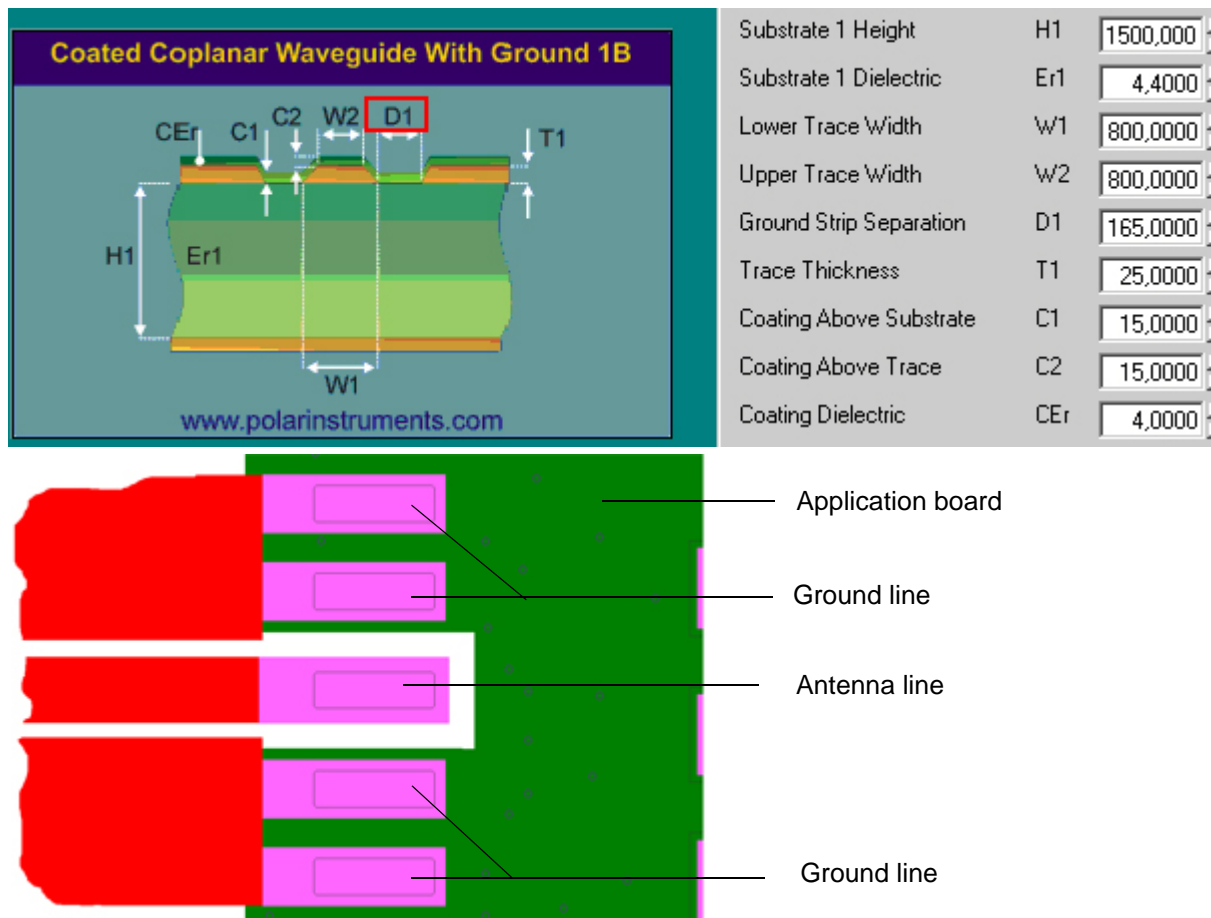 Coated Coplanar Waveguide With Ground 1B
CEr C1 C2 W2 D1 T1
H1 Er1
W1
www.polarinstruments.com
Substrate 1 Height H1 1500,000
Substrate 1 Dielectric Er1 4,4000
Lower Trace Width W1 800,0000
Upper Trace Width W2 800,0000
Ground Strip Separation D1 165,0000
Trace Thickness T1 25,0000
Coating Above Substrate C1 15,0000
Coating Above Trace C2 15,0000
Coating Dielectric CEr 4,0000
Application board
Ground line
Antenna line
Ground line